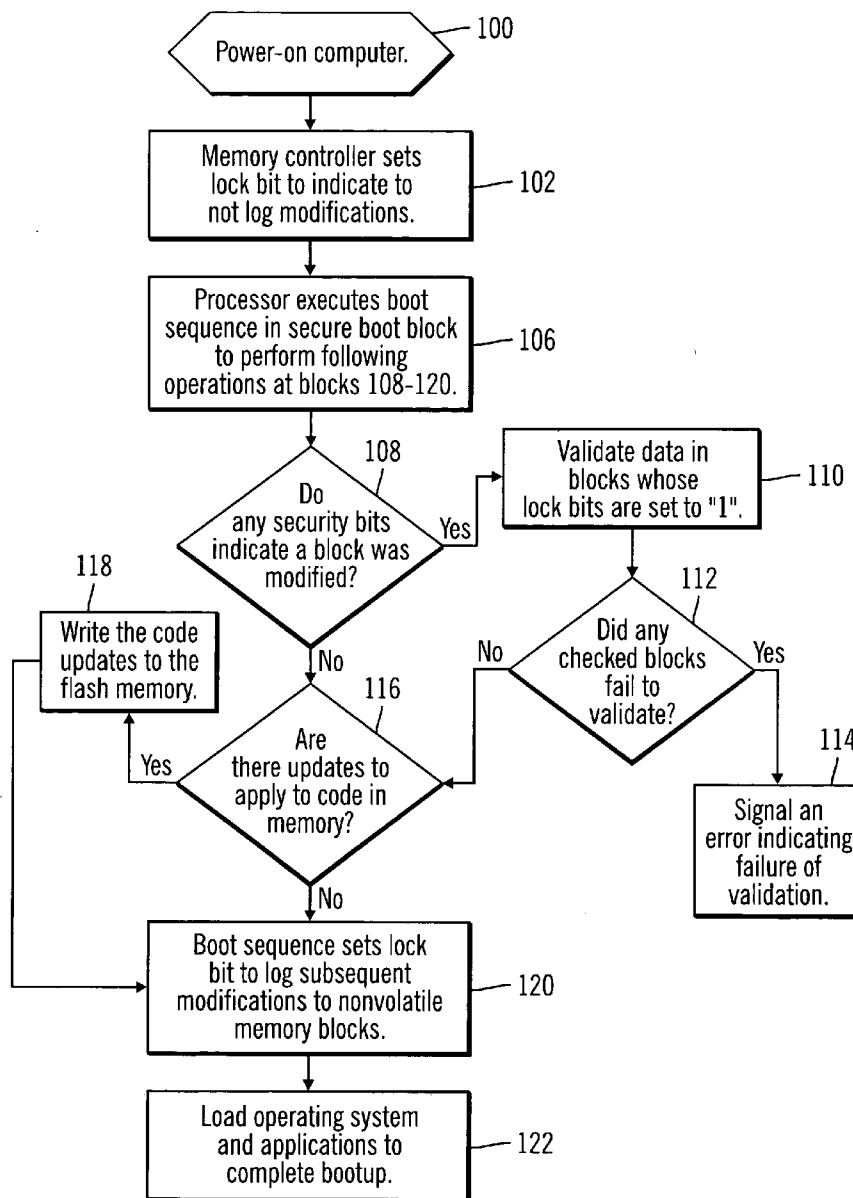 100
Power-on computer.
Memory controller sets
lock bit to indicate to
not log modifications.
102
Processor executes boot
sequence in secure boot block
to perform following
operations at blocks 108-120.
106
108
Do
any security bits
indicate a block was
modified?
Yes
No
Validate data in
blocks whose
lock bits are set to "1".
110
112
Did any
checked blocks
fail to
validate?
No
Yes
114
Signal an
error indicating
failure of
validation.
118
Write the code
updates to the
flash memory.
116
Are
there updates to
apply to code in
memory?
Yes
No
Boot sequence sets lock
bit to log subsequent
modifications to nonvolatile
memory blocks.
120
Load operating system
and applications to
complete bootup.
122